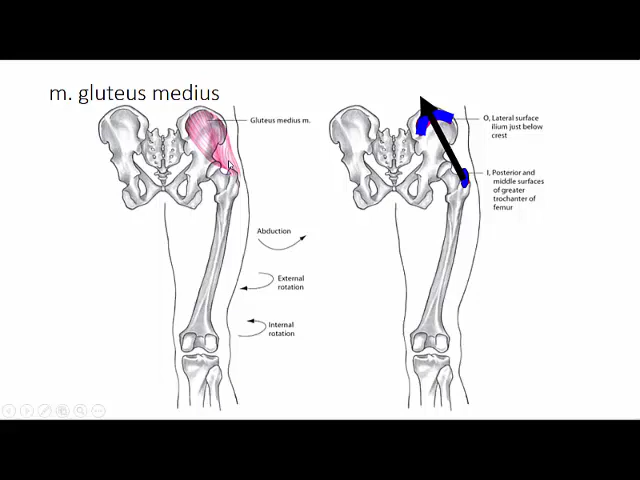 m. gluteus medius
Gluteus medius m.
O, Lateral surface
ilium just below
crest
I, Posterior and
middle surfaces
of greater
trochanter of
femur
Abduction
External
rotation
Internal
rotation